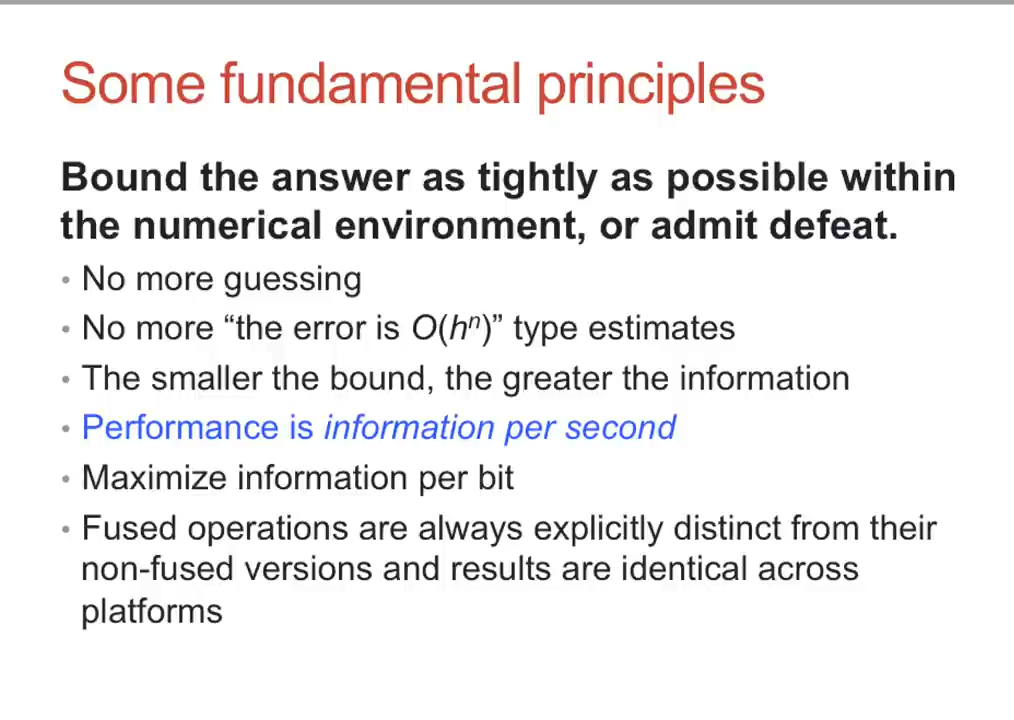 Some fundamental principles
Bound the answer as tightly as possible within
the numerical environment, or admit defeat.
• No more guessing
• No more “the error is O(hⁿ)” type estimates
• The smaller the bound, the greater the information
• Performance is information per second
• Maximize information per bit
• Fused operations are always explicitly distinct from their
non-fused versions and results are identical across
platforms